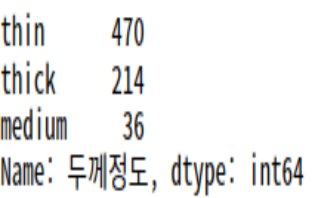 thin 470
thick 214
medium 36
Name: 두께정도, dtype: int64